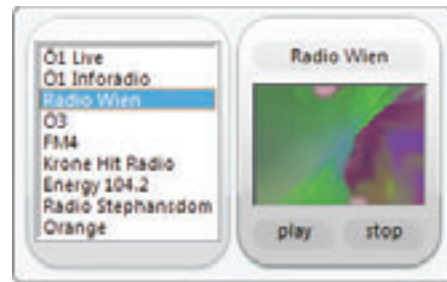 Ö1 Live
Ö1 Inforadio
Radio Wien
Ö3
FM4
Krone Hit Radio
Energy 104.2
Radio Stephansdom
Orange
Radio Wien
play stop